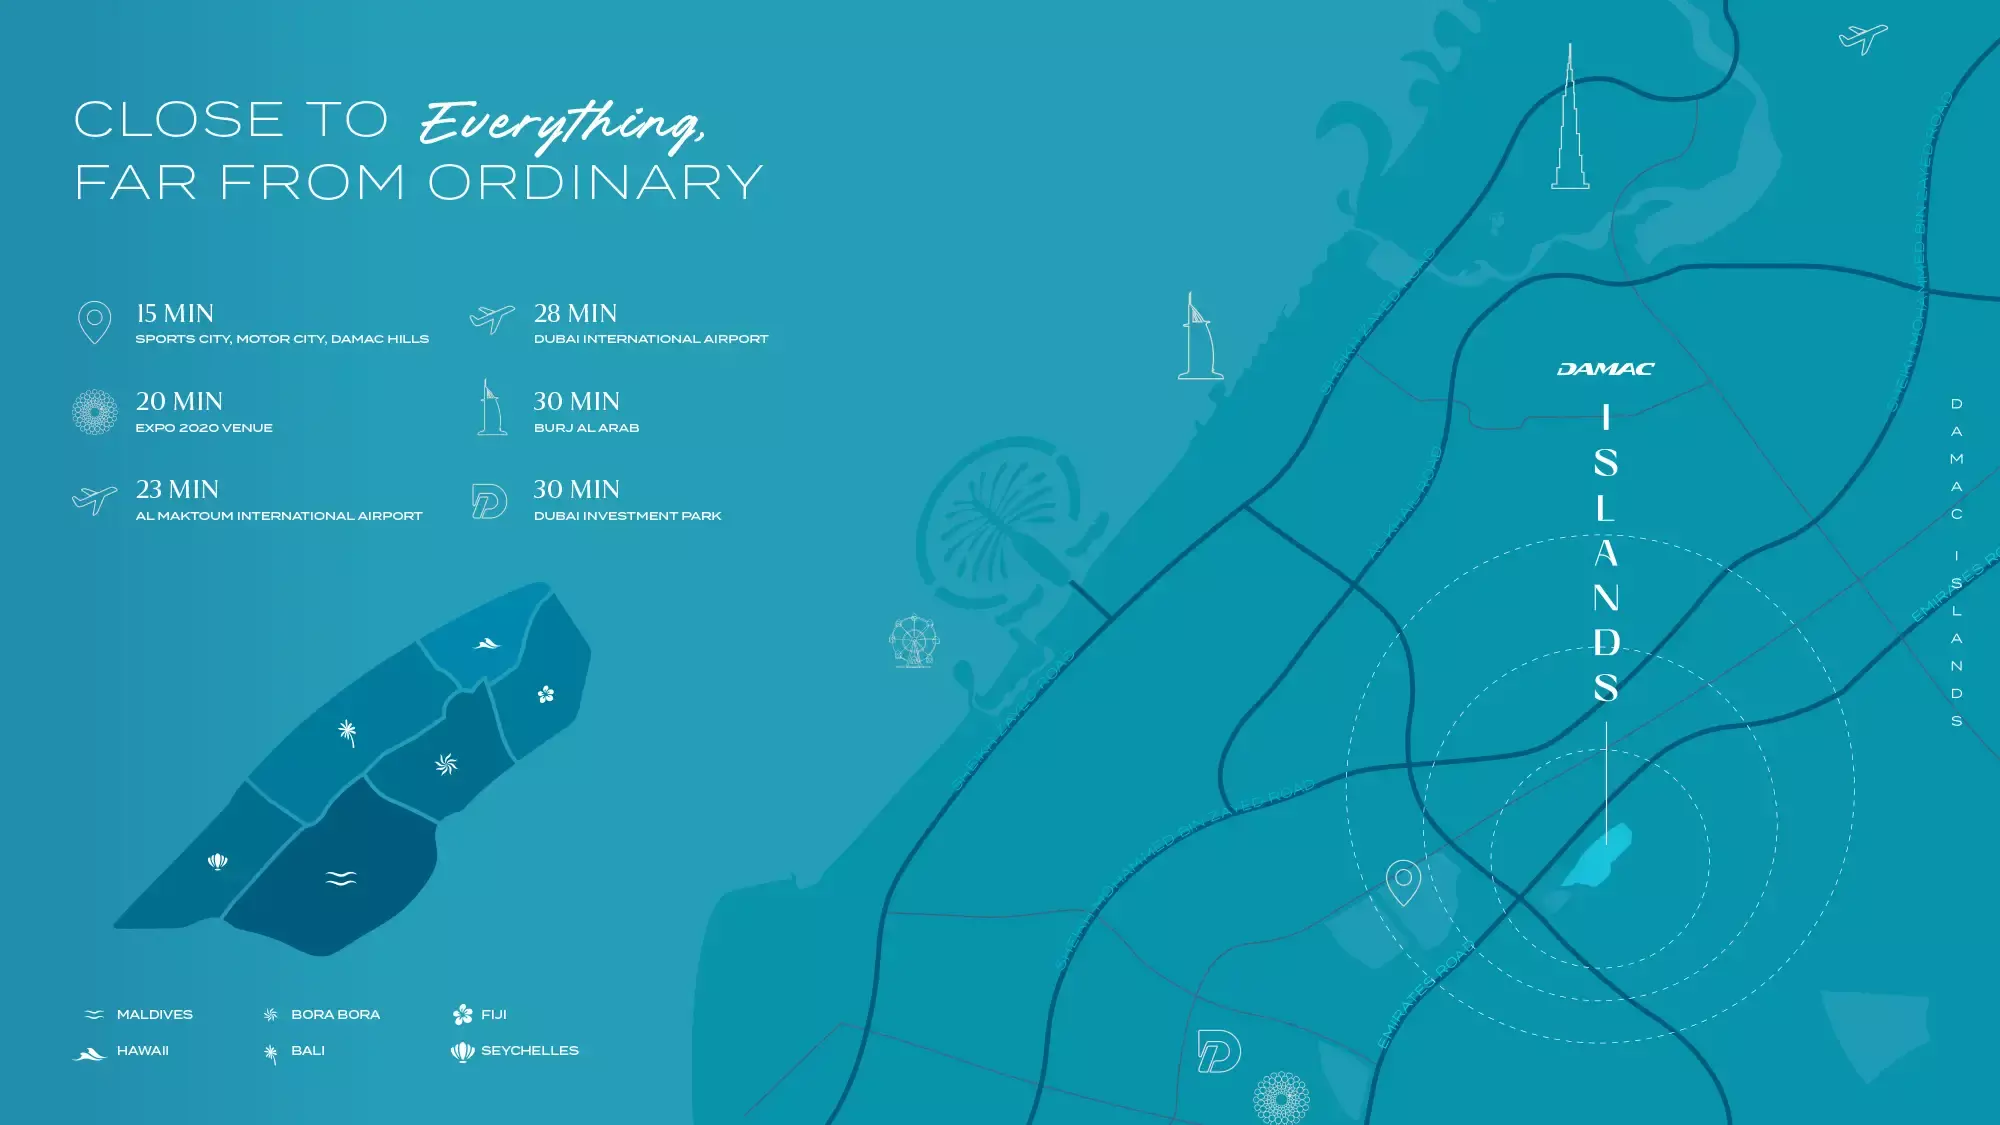 CLOSE TO Everything,
FAR FROM ORDINARY
15 MIN
SPORTS CITY, MOTOR CITY, DAMAC HILLS
28 MIN
DUBAI INTERNATIONAL AIRPORT
20 MIN
EXPO 2020 VENUE
30 MIN
BURJ AL ARAB
23 MIN
AL MAKTOUM INTERNATIONAL AIRPORT
30 MIN
DUBAI INVESTMENT PARK
MALDIVES
BORA BORA
FIJI
HAWAII
BALI
SEYCHELLES
DAMAC
ISLANDS
SHEIKH ZAYED ROAD
AL KHAIL ROAD
SHEIKH MOHAMMED BIN ZAYED ROAD
SHEIKH ZAYED ROAD
SHEIKH MOHAMMED BIN ZAYED ROAD
EMIRATES ROAD
EMIRATES RO
DAMAC ISLANDS